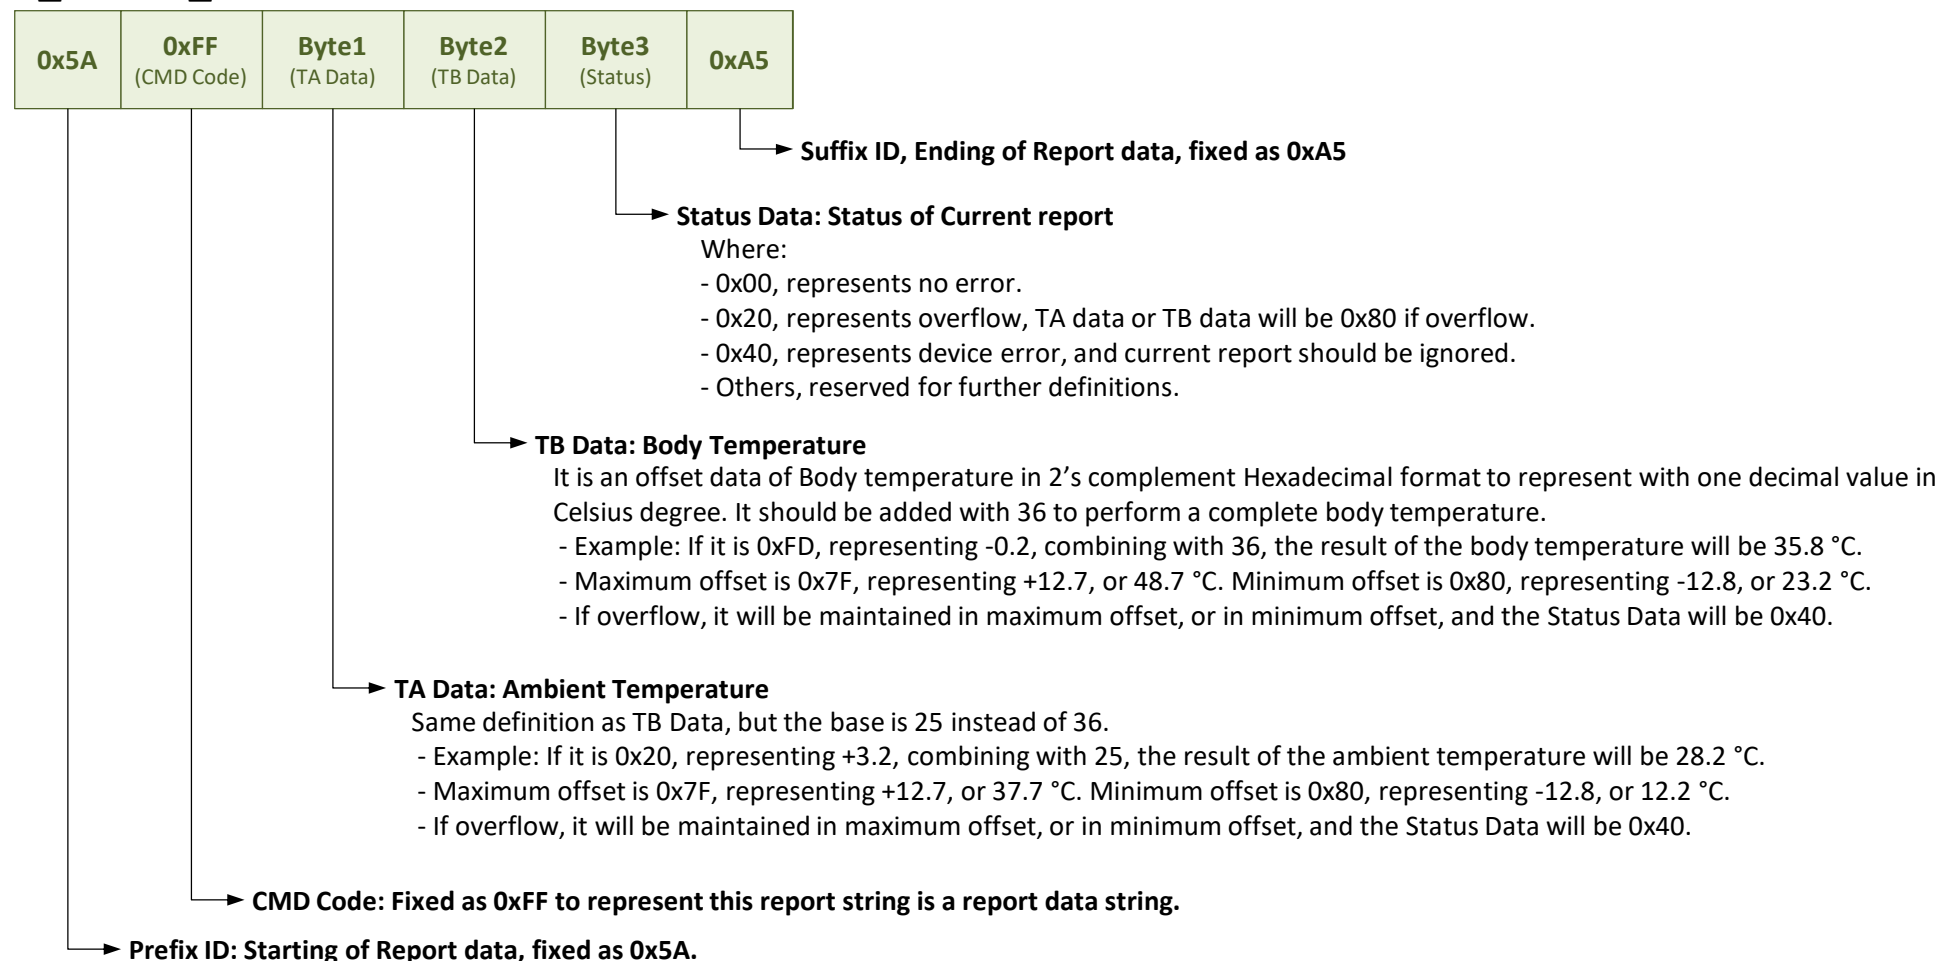 0x5A
0xFF
(CMD Code)
Byte1
(TA Data)
Byte2
(TB Data)
Byte3
(Status)
0xA5
Suffix ID, Ending of Report data, fixed as 0xA5
Status Data: Status of Current report
Where:
- 0x00, represents no error.
- 0x20, represents overflow, TA data or TB data will be 0x80 if overflow.
- 0x40, represents device error, and current report should be ignored.
- Others, reserved for further definitions.
TB Data: Body Temperature
It is an offset data of Body temperature in 2’s complement Hexadecimal format to represent with one decimal value in
Celsius degree. It should be added with 36 to perform a complete body temperature.
- Example: If it is 0xFD, representing -0.2, combining with 36, the result of the body temperature will be 35.8 °C.
- Maximum offset is 0x7F, representing +12.7, or 48.7 °C. Minimum offset is 0x80, representing -12.8, or 23.2 °C.
- If overflow, it will be maintained in maximum offset, or in minimum offset, and the Status Data will be 0x40.
TA Data: Ambient Temperature
Same definition as TB Data, but the base is 25 instead of 36.
- Example: If it is 0x20, representing +3.2, combining with 25, the result of the ambient temperature will be 28.2 °C.
- Maximum offset is 0x7F, representing +12.7, or 37.7 °C. Minimum offset is 0x80, representing -12.8, or 12.2 °C.
- If overflow, it will be maintained in maximum offset, or in minimum offset, and the Status Data will be 0x40.
CMD Code: Fixed as 0xFF to represent this report string is a report data string.
Prefix ID: Starting of Report data, fixed as 0x5A.